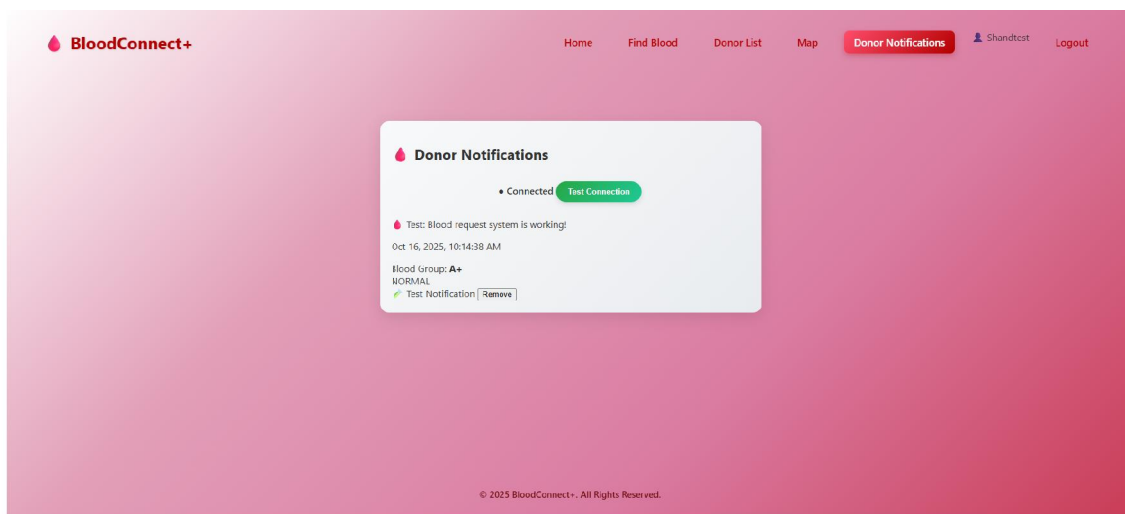 BloodConnect+
Home Find Blood Donor List Map Donor Notifications Shandtest Logout
Donor Notifications
• Connected Test Connection
Test: Blood request system is working!
Oct 16, 2025, 10:14:38 AM
Blood Group: A+
NORMAL
Test Notification Remove
© 2025 BloodConnect+. All Rights Reserved.